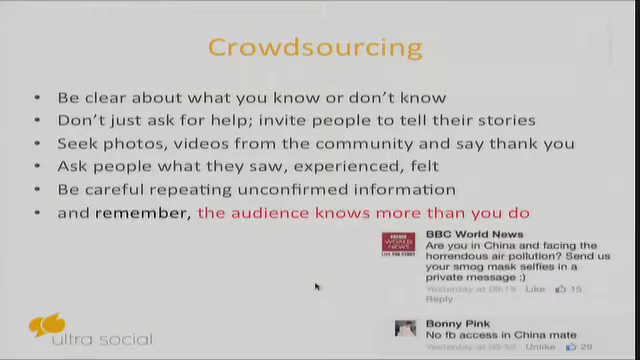 Crowdsourcing
• Be clear about what you know or don't know
• Don't just ask for help; invite people to tell their stories
• Seek photos, videos from the community and say thank you
• Ask people what they saw, experienced, felt
• Be careful repeating unconfirmed information
• and remember, the audience knows more than you do
BBC World News
Are you in China and facing the
horrendous air pollution? Send us
your smog mask selfies in a
private message :)
Yesterday at 09:19 · Like · 15
Reply
Bonny Pink
No fb access in China mate
Yesterday at 09:52 · Unlike · 29
ultra social
WORLD
NEWS